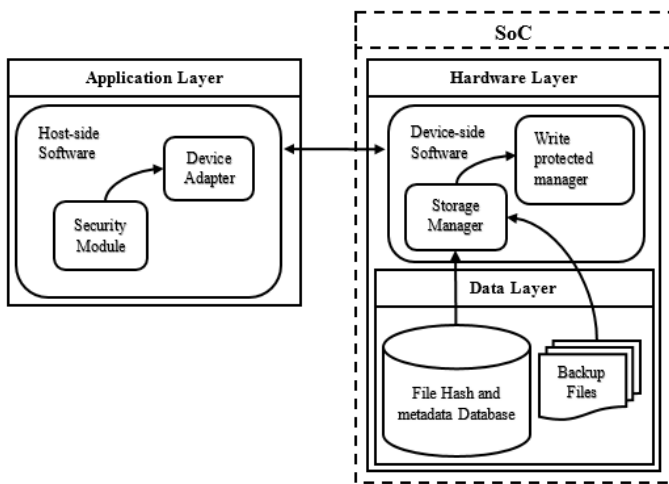 SoC
Application Layer
Host-side
Software
Device
Adapter
Security
Module
Hardware Layer
Device-side
Software
Write
protected
manager
Storage
Manager
Data Layer
File Hash and
metadata Database
Backup
Files